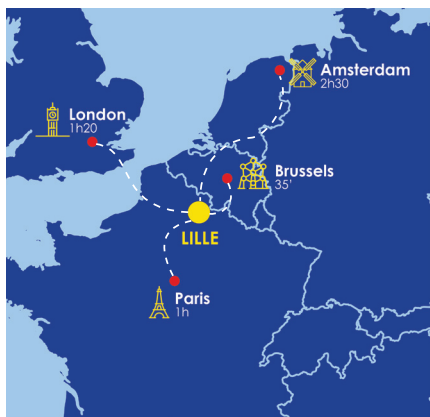 Amsterdam
2h30
London
1h20
Brussels
35'
LILLE
Paris
1h